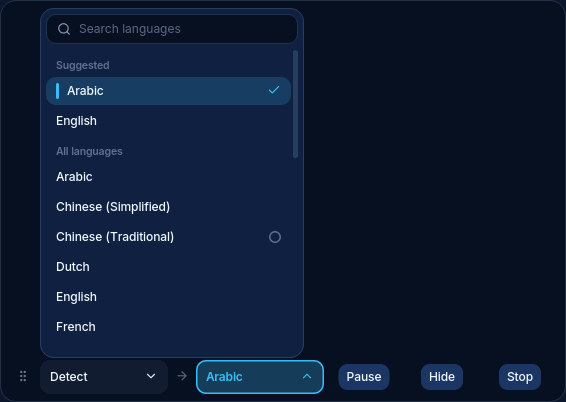 Search languages
Suggested
Arabic
English
All languages
Arabic
Chinese (Simplified)
Chinese (Traditional)
Dutch
English
French
Detect
Arabic
Pause
Hide
Stop